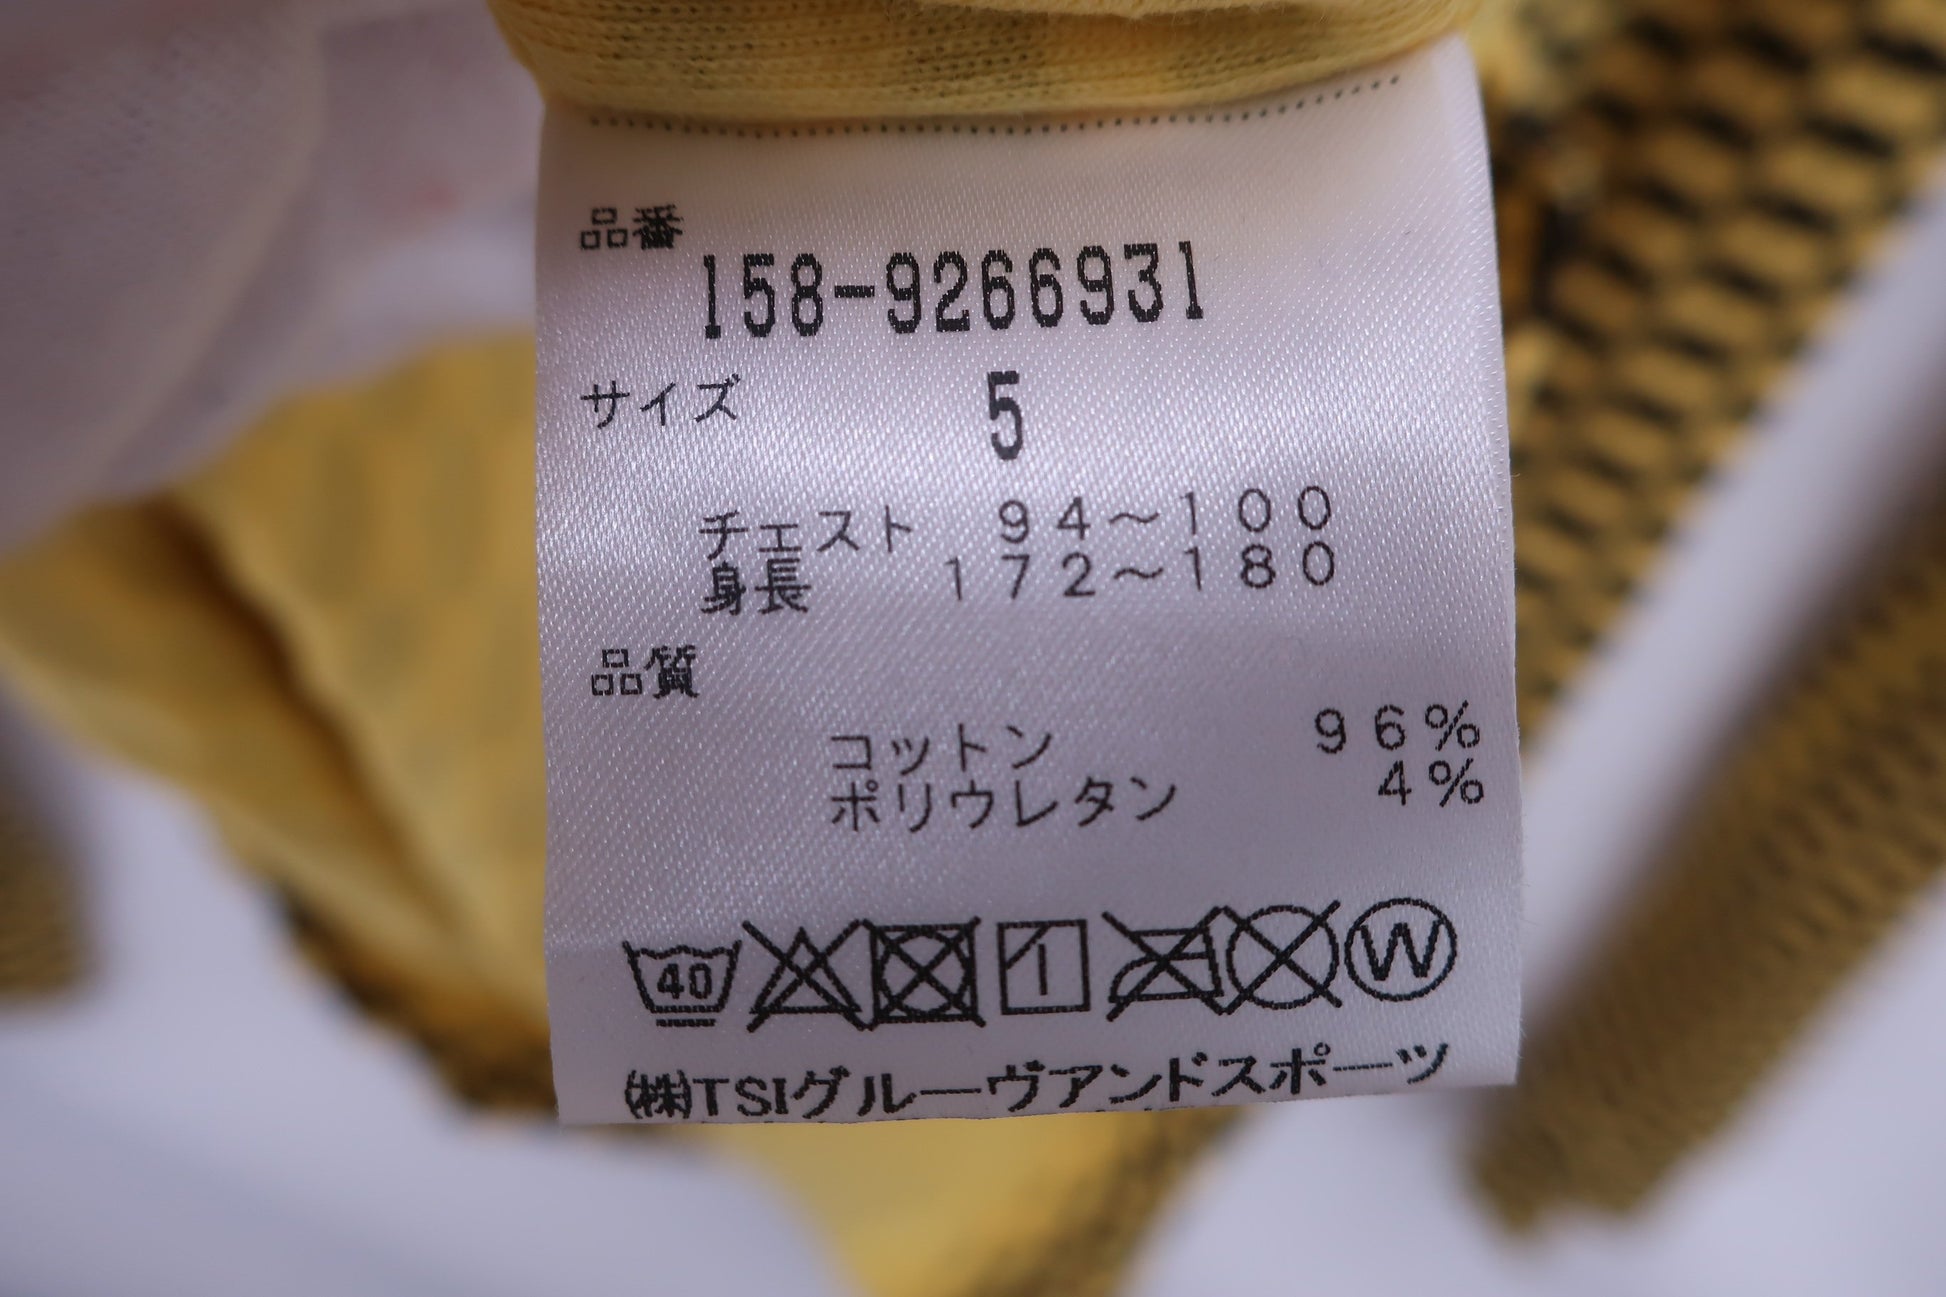 品番
158-9266931
サイズ 5
チェスト 94～100
身長 172～180
品質
コットン 96%
ポリウレタン 4%
40 W
㈱TSIグルーヴアンドスポーツ